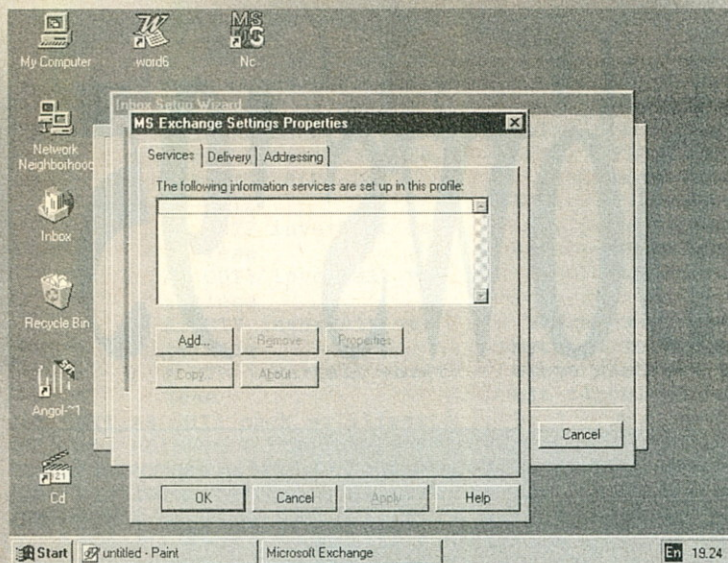 My Computer
word6
Nc
Network
Neighborhood
Inbox
Recycle Bin
Angol-~1
Cd
Inbox Setup Wizard
MS Exchange Settings Properties
Services
Delivery
Addressing
The following information services are set up in this profile:
Add...
Remove
Properties
Copy...
About...
Cancel
OK
Cancel
Apply
Help
Start
untitled - Paint
Microsoft Exchange
En
19.24